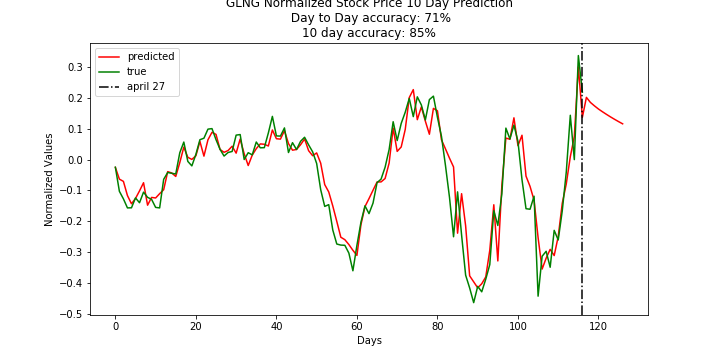 GLNG Normalized Stock Price 10 Day Prediction
Day to Day accuracy: 71%
10 day accuracy: 85%
predicted
true
april 27
Normalized Values
0.3
0.2
0.1
0.0
−0.1
−0.2
−0.3
−0.4
−0.5
0
20
40
60
80
100
120
Days